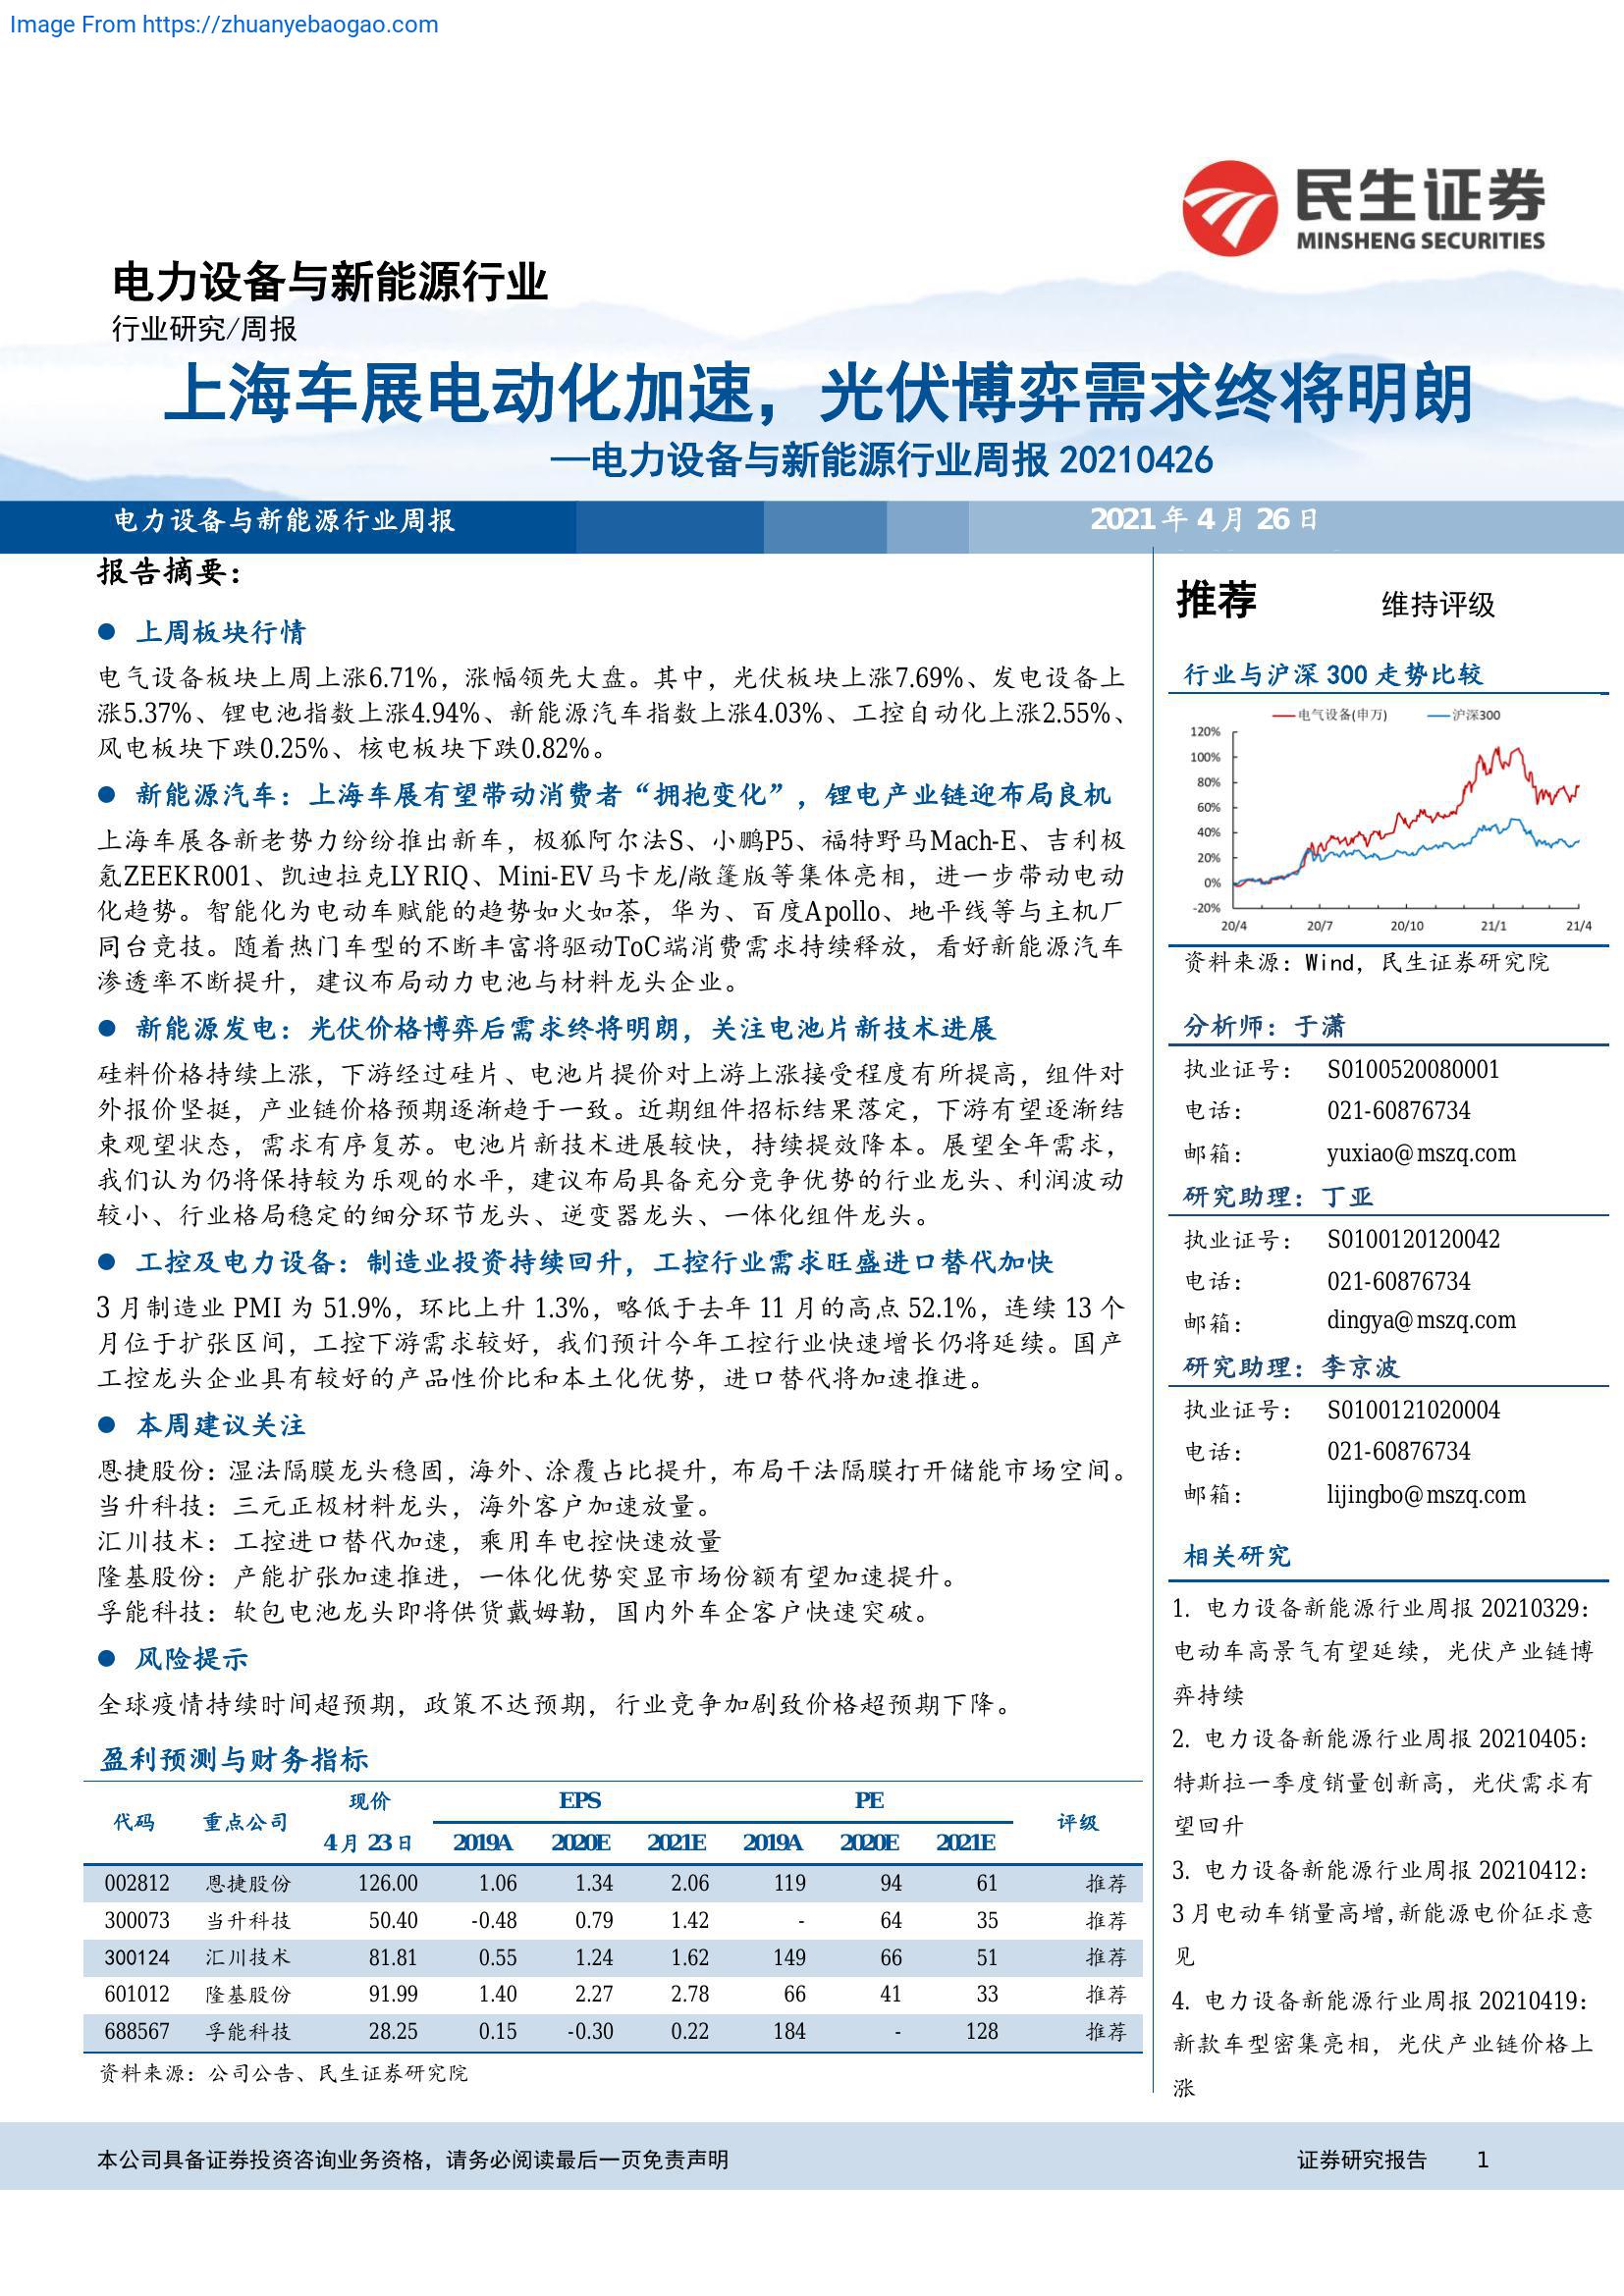 Image From https://zhuanyebaogao.com
民生证券
MINSHENG SECURITIES
电力设备与新能源行业
行业研究/周报
上海车展电动化加速，光伏博弈需求终将明朗
—电力设备与新能源行业周报 20210426
电力设备与新能源行业周报
2021 年 4 月 26 日
报告摘要：
● 上周板块行情
电气设备板块上周上涨6.71%，涨幅领先大盘。其中，光伏板块上涨7.69%、发电设备上
涨5.37%、锂电池指数上涨4.94%、新能源汽车指数上涨4.03%、工控自动化上涨2.55%、
风电板块下跌0.25%、核电板块下跌0.82%。
● 新能源汽车：上海车展有望带动消费者“拥抱变化”，锂电产业链迎布局良机
上海车展各新老势力纷纷推出新车，极狐阿尔法S、小鹏P5、福特野马Mach-E、吉利极
氪ZEEKR001、凯迪拉克LYRIQ、Mini-EV马卡龙/敞篷版等集体亮相，进一步带动电动
化趋势。智能化为电动车赋能的趋势如火如荼，华为、百度Apollo、地平线等与主机厂
同台竞技。随着热门车型的不断丰富将驱动ToC端消费需求持续释放，看好新能源汽车
渗透率不断提升，建议布局动力电池与材料龙头企业。
● 新能源发电：光伏价格博弈后需求终将明朗，关注电池片新技术进展
硅料价格持续上涨，下游经过硅片、电池片提价对上游上涨接受程度有所提高，组件对
外报价坚挺，产业链价格预期逐渐趋于一致。近期组件招标结果落定，下游有望逐渐结
束观望状态，需求有序复苏。电池片新技术进展较快，持续提效降本。展望全年需求，
我们认为仍将保持较为乐观的水平，建议布局具备充分竞争优势的行业龙头、利润波动
较小、行业格局稳定的细分环节龙头、逆变器龙头、一体化组件龙头。
● 工控及电力设备：制造业投资持续回升，工控行业需求旺盛进口替代加快
3 月制造业 PMI 为 51.9%，环比上升 1.3%，略低于去年 11 月的高点 52.1%，连续 13 个
月位于扩张区间，工控下游需求较好，我们预计今年工控行业快速增长仍将延续。国产
工控龙头企业具有较好的产品性价比和本土化优势，进口替代将加速推进。
● 本周建议关注
恩捷股份：湿法隔膜龙头稳固，海外、涂覆占比提升，布局干法隔膜打开储能市场空间。
当升科技：三元正极材料龙头，海外客户加速放量。
汇川技术：工控进口替代加速，乘用车电控快速放量
隆基股份：产能扩张加速推进，一体化优势突显市场份额有望加速提升。
孚能科技：软包电池龙头即将供货戴姆勒，国内外车企客户快速突破。
● 风险提示
全球疫情持续时间超预期，政策不达预期，行业竞争加剧致价格超预期下降。
盈利预测与财务指标
代码 重点公司 现价 EPS PE 评级
4 月 23 日 2019A 2020E 2021E 2019A 2020E 2021E
002812 恩捷股份 126.00 1.06 1.34 2.06 119 94 61 推荐
300073 当升科技 50.40 -0.48 0.79 1.42 - 64 35 推荐
300124 汇川技术 81.81 0.55 1.24 1.62 149 66 51 推荐
601012 隆基股份 91.99 1.40 2.27 2.78 66 41 33 推荐
688567 孚能科技 28.25 0.15 -0.30 0.22 184 - 128 推荐
资料来源：公司公告、民生证券研究院
推荐 维持评级
行业与沪深 300 走势比较
电气设备(申万) 沪深300
120%
100%
80%
60%
40%
20%
0%
-20%
20/4 20/7 20/10 21/1 21/4
资料来源：Wind，民生证券研究院
分析师：于潇
执业证号： S0100520080001
电话： 021-60876734
邮箱： yuxiao@mszq.com
研究助理：丁亚
执业证号： S0100120120042
电话： 021-60876734
邮箱： dingya@mszq.com
研究助理：李京波
执业证号： S0100121020004
电话： 021-60876734
邮箱： lijingbo@mszq.com
相关研究
1. 电力设备新能源行业周报 20210329：
电动车高景气有望延续，光伏产业链博
弈持续
2. 电力设备新能源行业周报 20210405：
特斯拉一季度销量创新高，光伏需求有
望回升
3. 电力设备新能源行业周报 20210412：
3 月电动车销量高增,新能源电价征求意
见
4. 电力设备新能源行业周报 20210419：
新款车型密集亮相，光伏产业链价格上
涨
本公司具备证券投资咨询业务资格，请务必阅读最后一页免责声明
证券研究报告 1